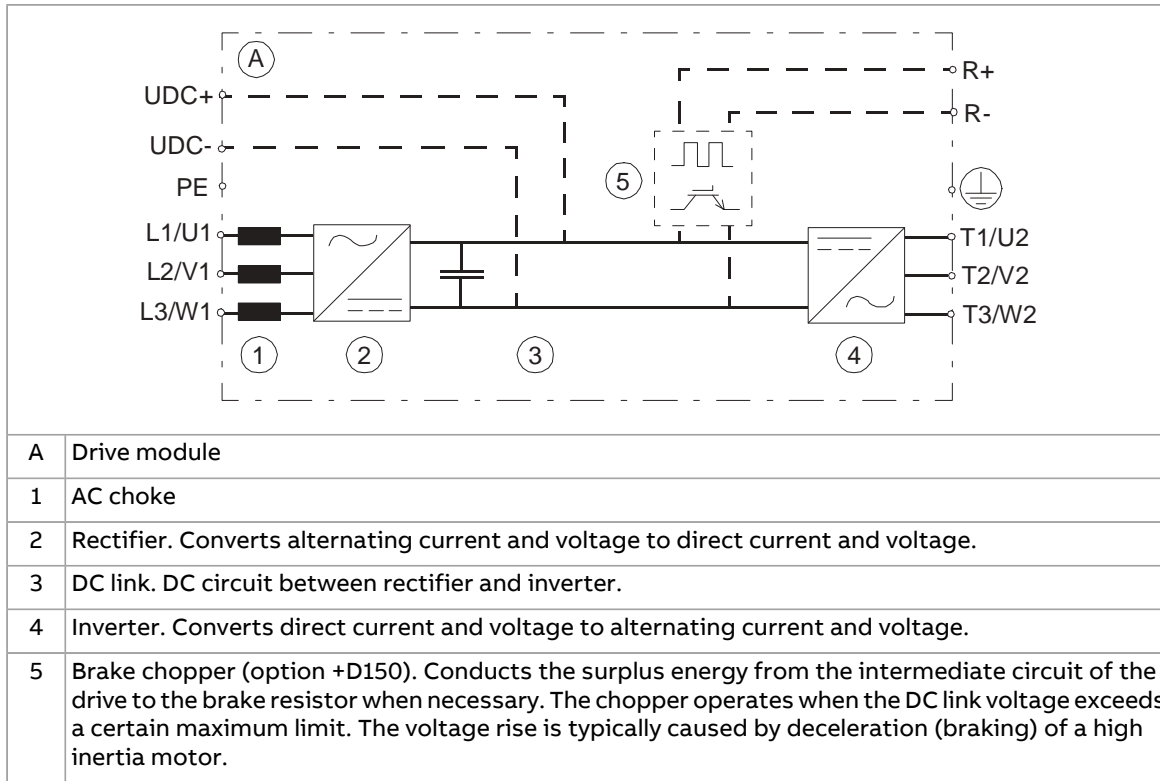 A
R+
UDC+
R-
UDC-
5
PE
L1/U1
T1/U2
L2/V1
T2/V2
L3/W1
T3/W2
1
2
3
4
A Drive module
1 AC choke
2 Rectifier. Converts alternating current and voltage to direct current and voltage.
3 DC link. DC circuit between rectifier and inverter.
4 Inverter. Converts direct current and voltage to alternating current and voltage.
5 Brake chopper (option +D150). Conducts the surplus energy from the intermediate circuit of the
drive to the brake resistor when necessary. The chopper operates when the DC link voltage exceeds
a certain maximum limit. The voltage rise is typically caused by deceleration (braking) of a high
inertia motor.